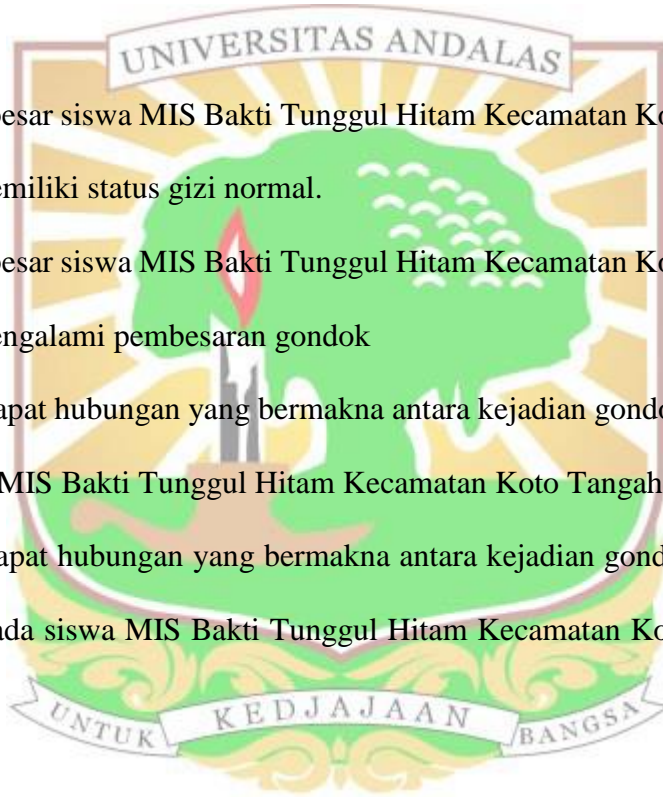 UNIVERSITAS ANDALAS
besar siswa MIS Bakti Tunggul Hitam Kecamatan Ko
emiliki status gizi normal.
besar siswa MIS Bakti Tunggul Hitam Kecamatan Ko
engalami pembesaran gondok
apat hubungan yang bermakna antara kejadian gondo
MIS Bakti Tunggul Hitam Kecamatan Koto Tangah
apat hubungan yang bermakna antara kejadian gond
ada siswa MIS Bakti Tunggul Hitam Kecamatan Ko
UNTUK KEDJAJAAN BANGSA